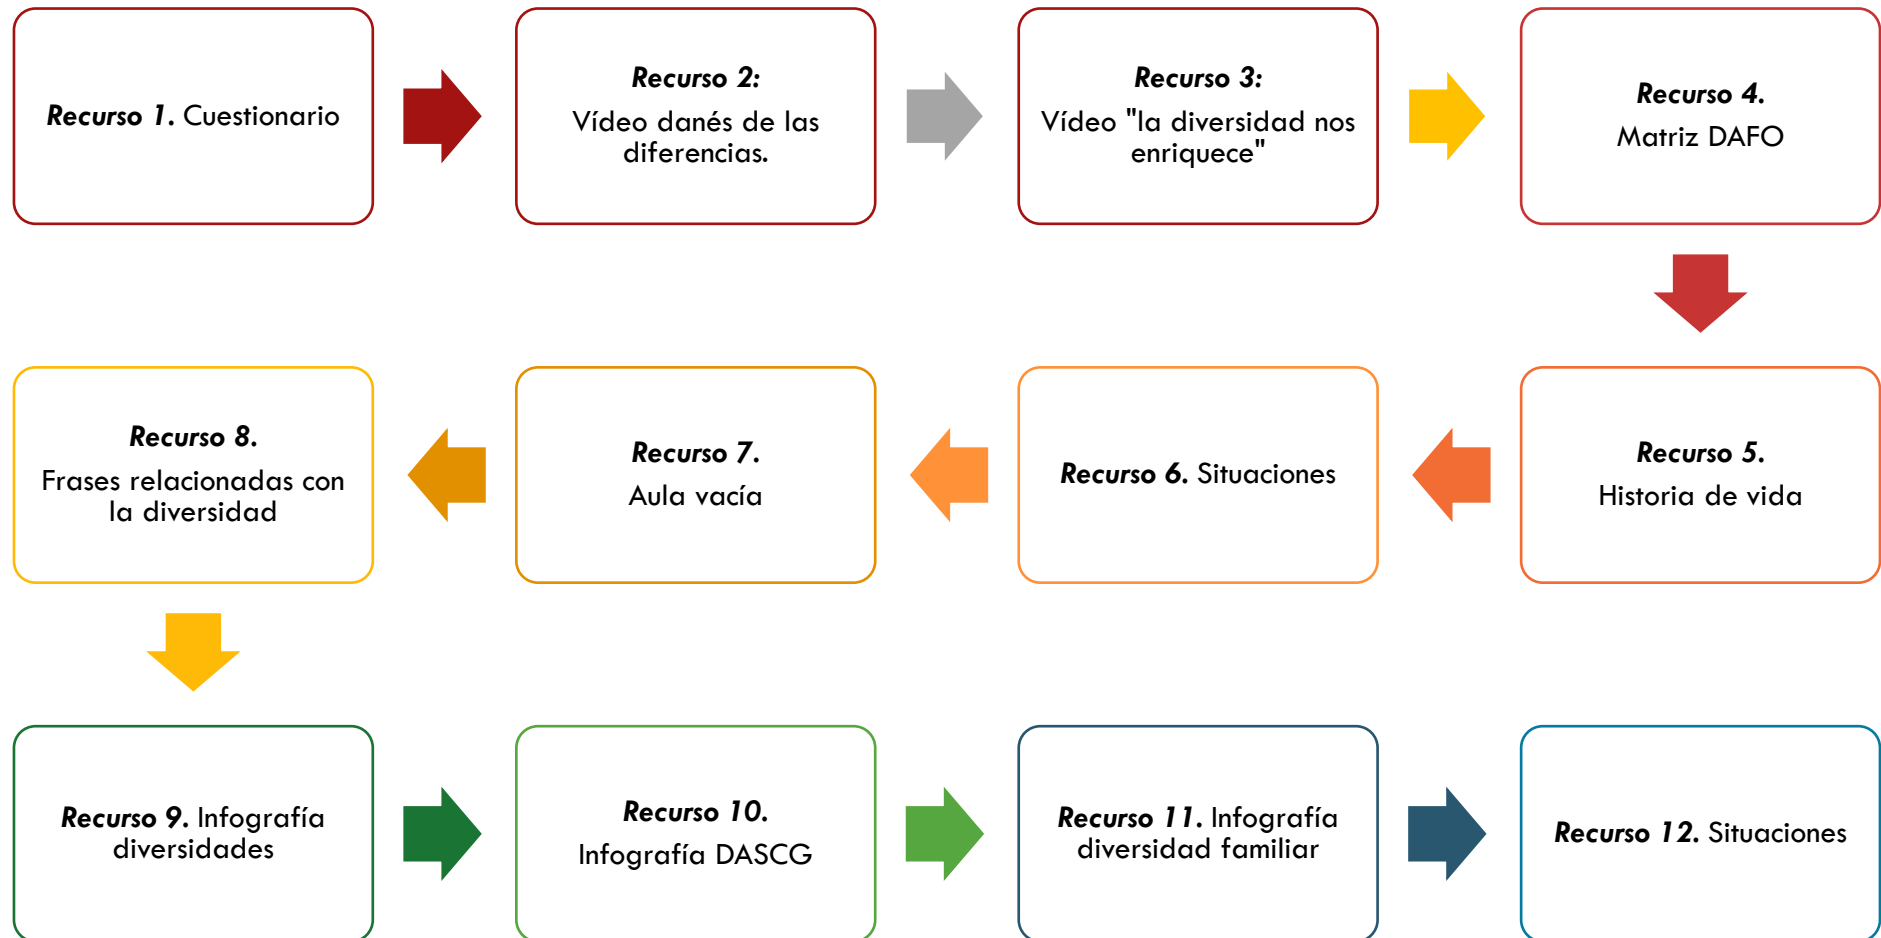 Recurso 1. Cuestionario
Recurso 2:
Vídeo danés de las
diferencias.
Recurso 3:
Vídeo "la diversidad nos
enriquece"
Recurso 4.
Matriz DAFO
Recurso 5.
Historia de vida
Recurso 6. Situaciones
Recurso 7.
Aula vacía
Recurso 8.
Frases relacionadas con
la diversidad
Recurso 9. Infografía
diversidades
Recurso 10.
Infografía DASCG
Recurso 11. Infografía
diversidad familiar
Recurso 12. Situaciones